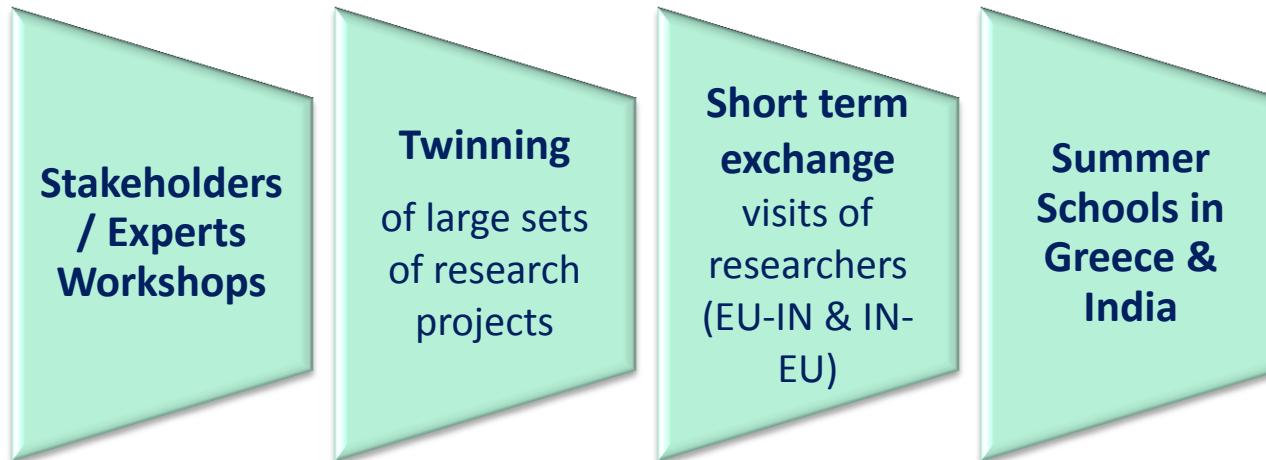 Stakeholders
/ Experts
Workshops
Twinning
of large sets
of research
projects
Short term
exchange
visits of
researchers
(EU-IN & IN-
EU)
Summer
Schools in
Greece &
India